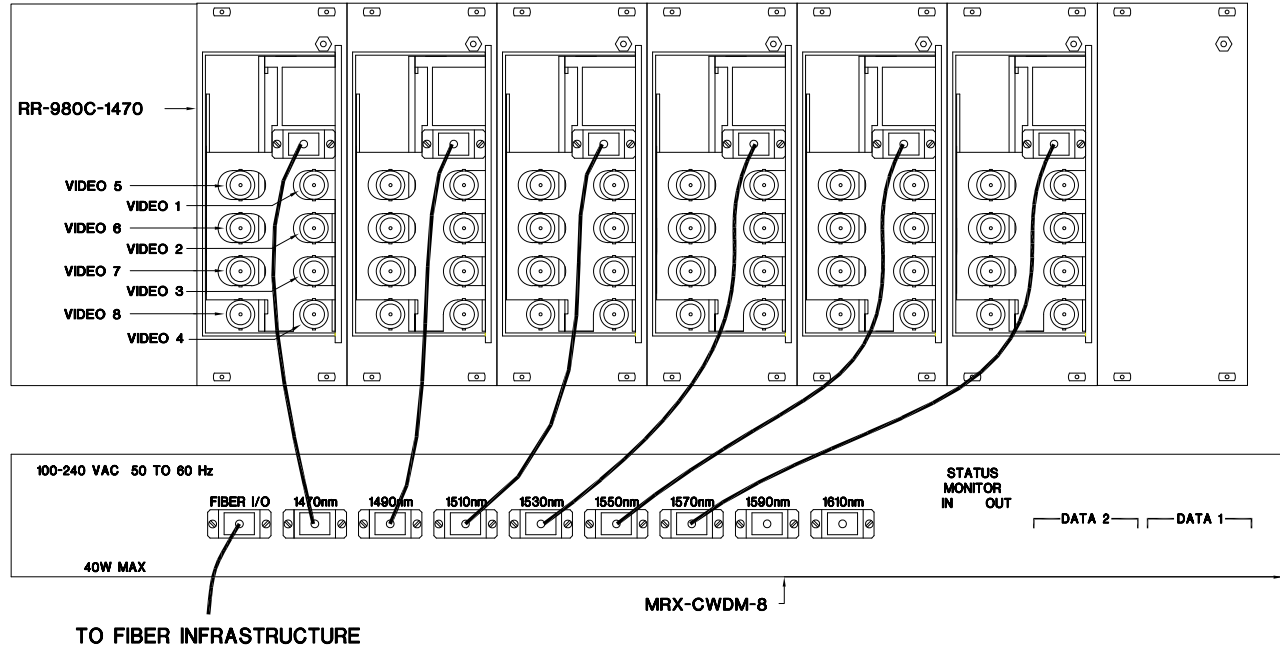 RR-980C-1470
VIDEO 5
VIDEO 1
VIDEO 6
VIDEO 2
VIDEO 7
VIDEO 3
VIDEO 8
VIDEO 4
100-240 VAC 50 TO 60 Hz
STATUS
MONITOR
IN OUT
FIBER I/O 1470nm 1490nm 1510nm 1530nm 1550nm 1570nm 1590nm 1610nm
DATA 2 DATA 1
40W MAX
MRX-CWDM-8
TO FIBER INFRASTRUCTURE